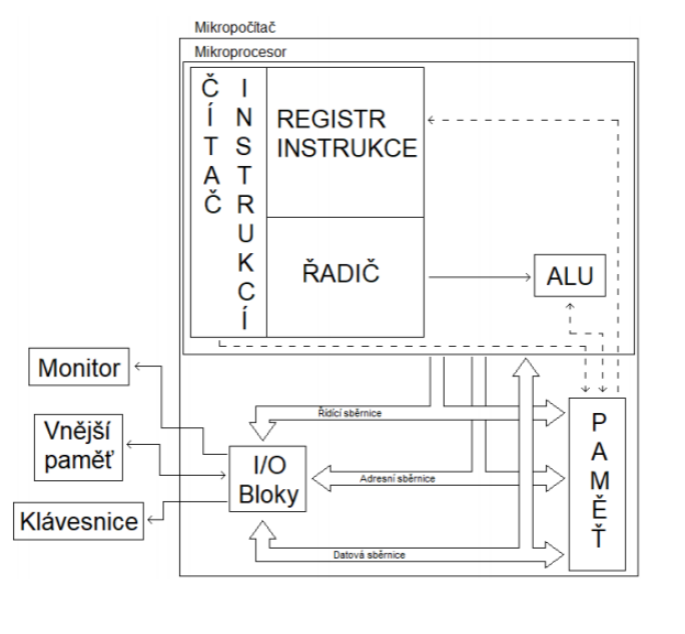 Mikropočítač
Mikroprocesor
ČÍTAČ
INSTRUKCÍ
REGISTR
INSTRUKCE
ŘADIČ
ALU
Monitor
Vnější
paměť
Klávesnice
I/O
Bloky
Řídící sběrnice
Adresní sběrnice
Datová sběrnice
PAMĚŤ